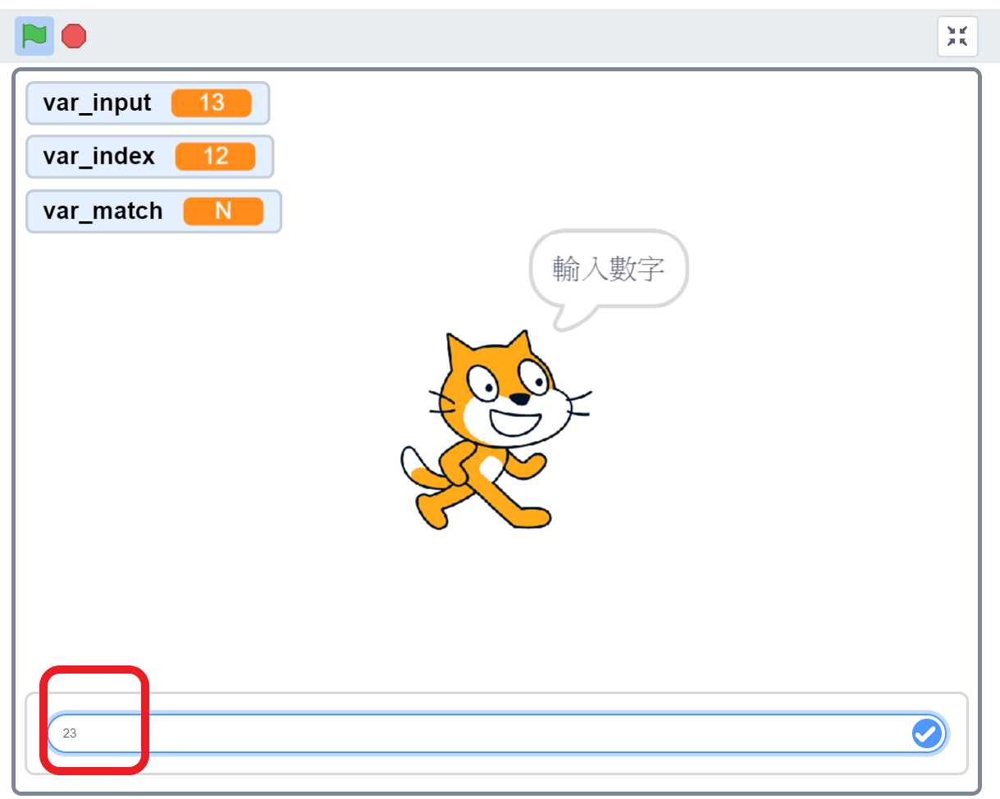 var_input 13
var_index 12
var_match N
輸入數字
23